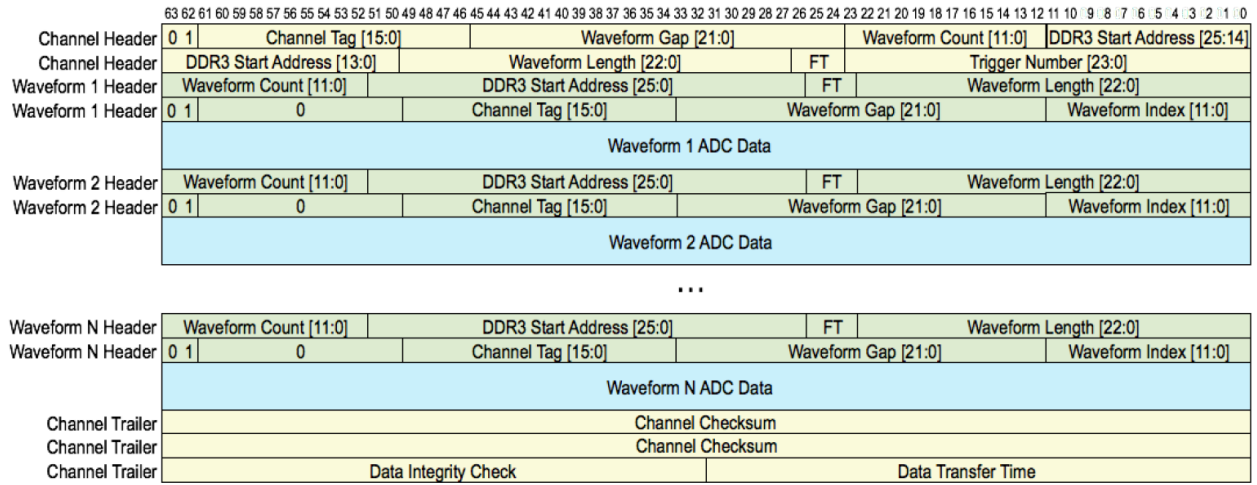 63 62 61 60 59 58 57 56 55 54 53 52 51 50 49 48 47 46 45 44 43 42 41 40 39 38 37 36 35 34 33 32 31 30 29 28 27 26 25 24 23 22 21 20 19 18 17 16 15 14 13 12 11 10 9 8 7 6 5 4 3 2 1 0
Channel Header 0 1 Channel Tag [15:0] Waveform Gap [21:0] Waveform Count [11:0] DDR3 Start Address [25:14]
Channel Header DDR3 Start Address [13:0] Waveform Length [22:0] FT Trigger Number [23:0]
Waveform 1 Header Waveform Count [11:0] DDR3 Start Address [25:0] FT Waveform Length [22:0]
Waveform 1 Header 0 1 0 Channel Tag [15:0] Waveform Gap [21:0] Waveform Index [11:0]
Waveform 1 ADC Data
Waveform 2 Header Waveform Count [11:0] DDR3 Start Address [25:0] FT Waveform Length [22:0]
Waveform 2 Header 0 1 0 Channel Tag [15:0] Waveform Gap [21:0] Waveform Index [11:0]
Waveform 2 ADC Data
...
Waveform N Header Waveform Count [11:0] DDR3 Start Address [25:0] FT Waveform Length [22:0]
Waveform N Header 0 1 0 Channel Tag [15:0] Waveform Gap [21:0] Waveform Index [11:0]
Waveform N ADC Data
Channel Trailer Channel Checksum
Channel Trailer Channel Checksum
Channel Trailer Data Integrity Check Data Transfer Time